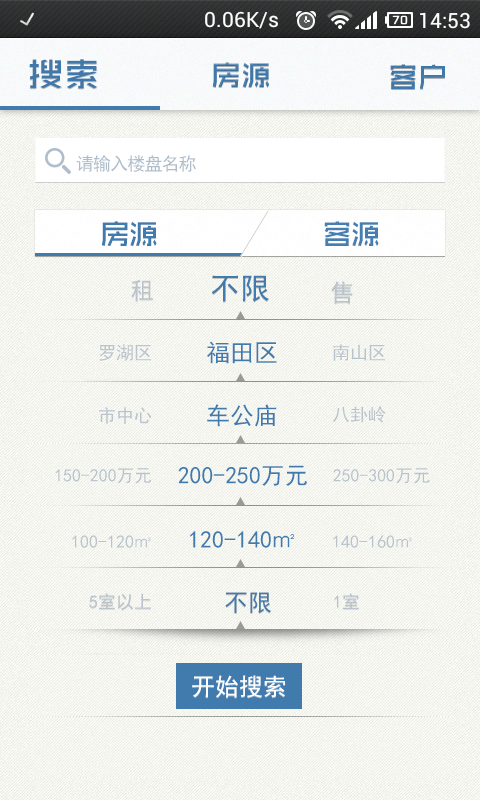 0.06K/s 70 14:53
搜索 房源 客户
请输入楼盘名称
房源 客源
租 不限 售
罗湖区 福田区 南山区
市中心 车公庙 八卦岭
150-200万元 200-250万元 250-300万元
100-120㎡ 120-140㎡ 140-160㎡
5室以上 不限 1室
开始搜索